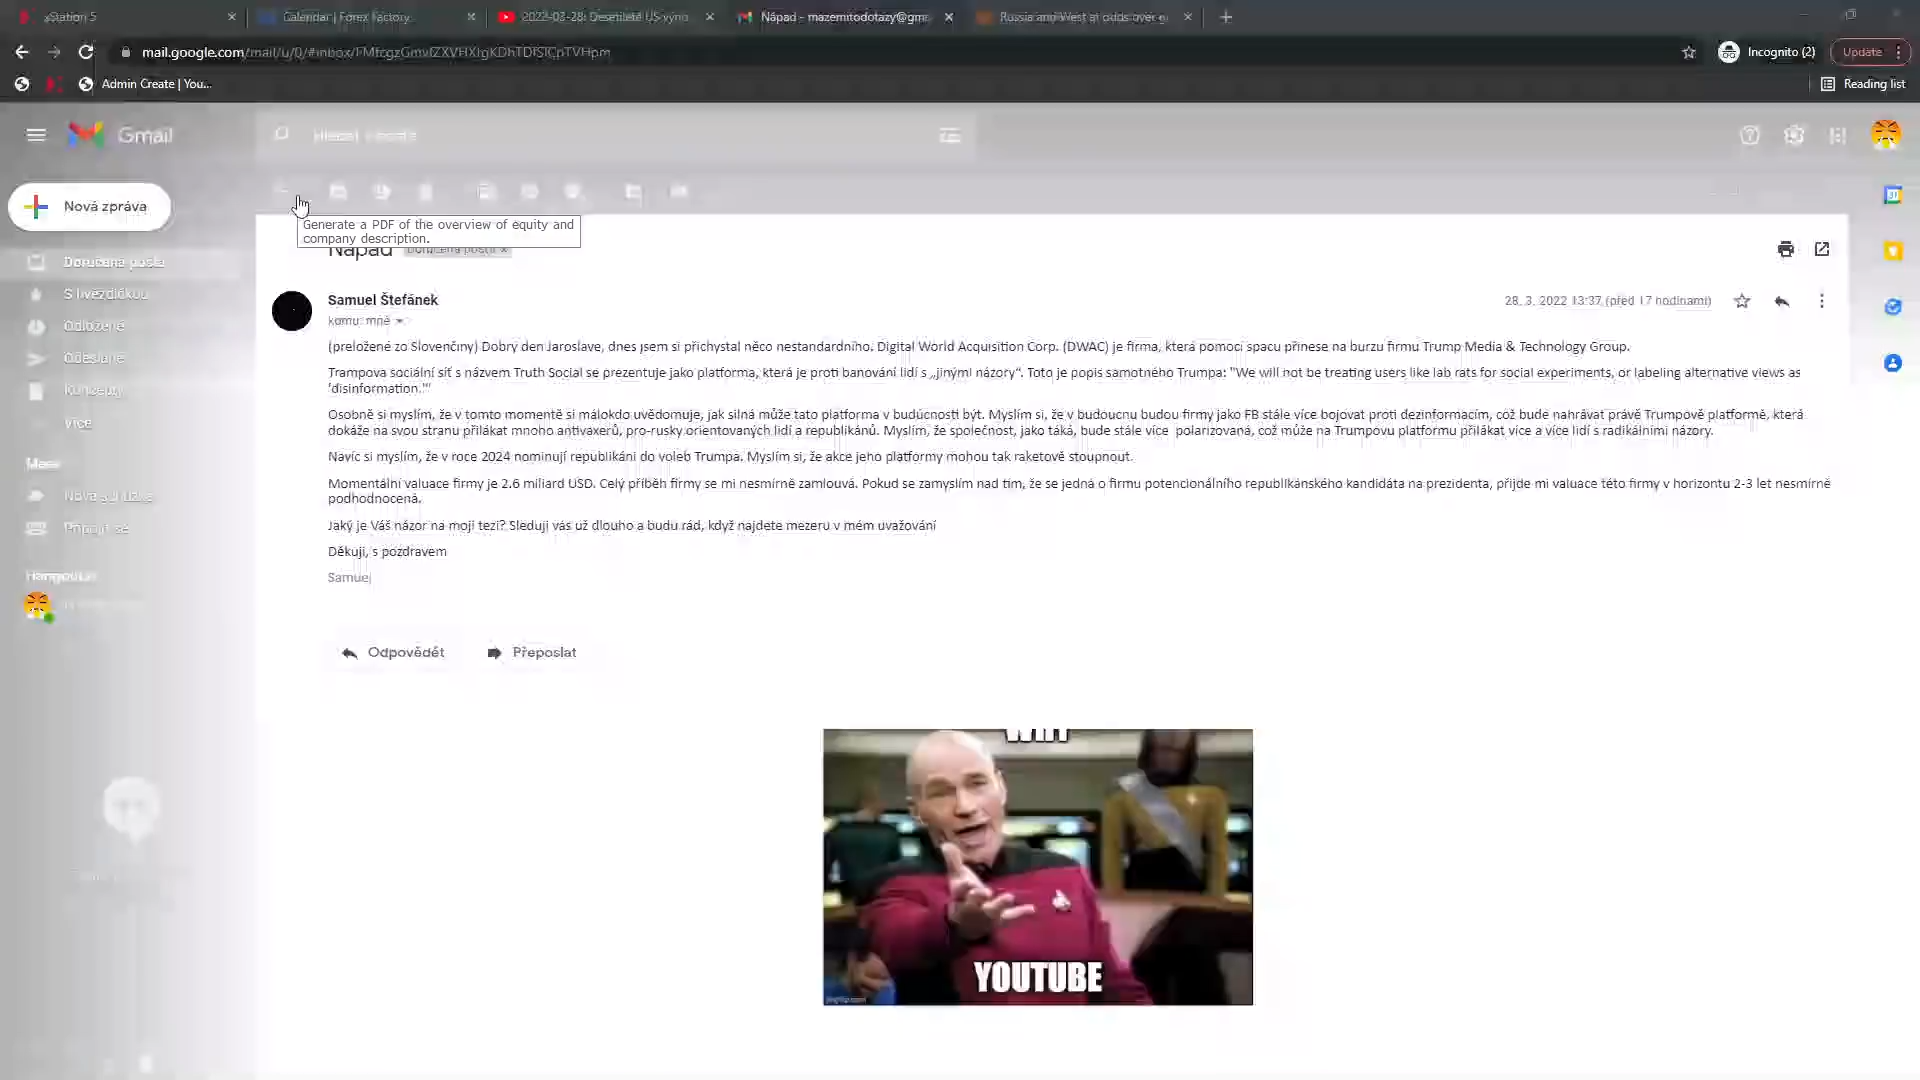 xStation 5
Calendar | Forex Factory
2022-03-28: Desetileté US výno
Nápad - mazemitodotazy@gm
Russia and West at odds over
mail.google.com/mail/u/0/#inbox/
Incognito (2)
Update
Admin Create | You...
Reading list
Gmail
Nová zpráva
Generate a PDF of the overview of equity and
company description.
Nápad
Doručená pošta
Doručená pošta
S hvězdičkou
Odložené
Odeslané
Koncepty
Více
Samuel Štefánek
28. 3. 2022 13:37 (před 17 hodinami)
komu: mně
(preložené zo Slovenčiny) Dobry den Jaroslave, dnes jsem si přichystal něco nestandardního. Digital World Acquisition Corp. (DWAC) je firma, která pomocí spacu přinese na burzu firmu Trump Media & Technology Group.
Trampova sociální síť s názvem Truth Social se prezentuje jako platforma, která je proti banování lidí s „jinými názory“. Toto je popis samotného Trumpa: "We will not be treating users like lab rats for social experiments, or labeling alternative views as
'disinformation.'"
Osobně si myslím, že v tomto momentě si málokdo uvědomuje, jak silná může tato platforma v budúcnosti být. Myslím si, že v budoucnu budou firmy jako FB stále více bojovat proti dezinformacím, což bude nahrávat právě Trumpově platformě, která
dokáže na svou stranu přilákat mnoho antivaxerů, pro-rusky orientovaných lidí a republikánů. Myslím, že společnost, jako táká, bude stále více polarizovaná, což může na Trumpovu platformu přilákat více a více lidí s radikálními názory.
Navíc si myslím, že v roce 2024 nominují republikáni do voleb Trumpa. Myslím si, že akce jeho platformy mohou tak raketově stoupnout.
Momentální valuace firmy je 2.6 miliard USD. Celý příběh firmy se mi nesmírně zamlouvá. Pokud se zamyslím nad tím, že se jedná o firmu potencionálního republikánského kandidáta na prezidenta, přijde mi valuace této firmy v horizontu 2-3 let nesmírně
podhodnocená.
Jaký je Váš názor na moji tezi? Sleduji vás už dlouho a budu rád, když najdete mezeru v mém uvažování
Děkuji, s pozdravem
Samuel
Meet
Nová schůzka
Připojit se
Hangouts
Odpovědět
Přeposlat
WHY
YOUTUBE